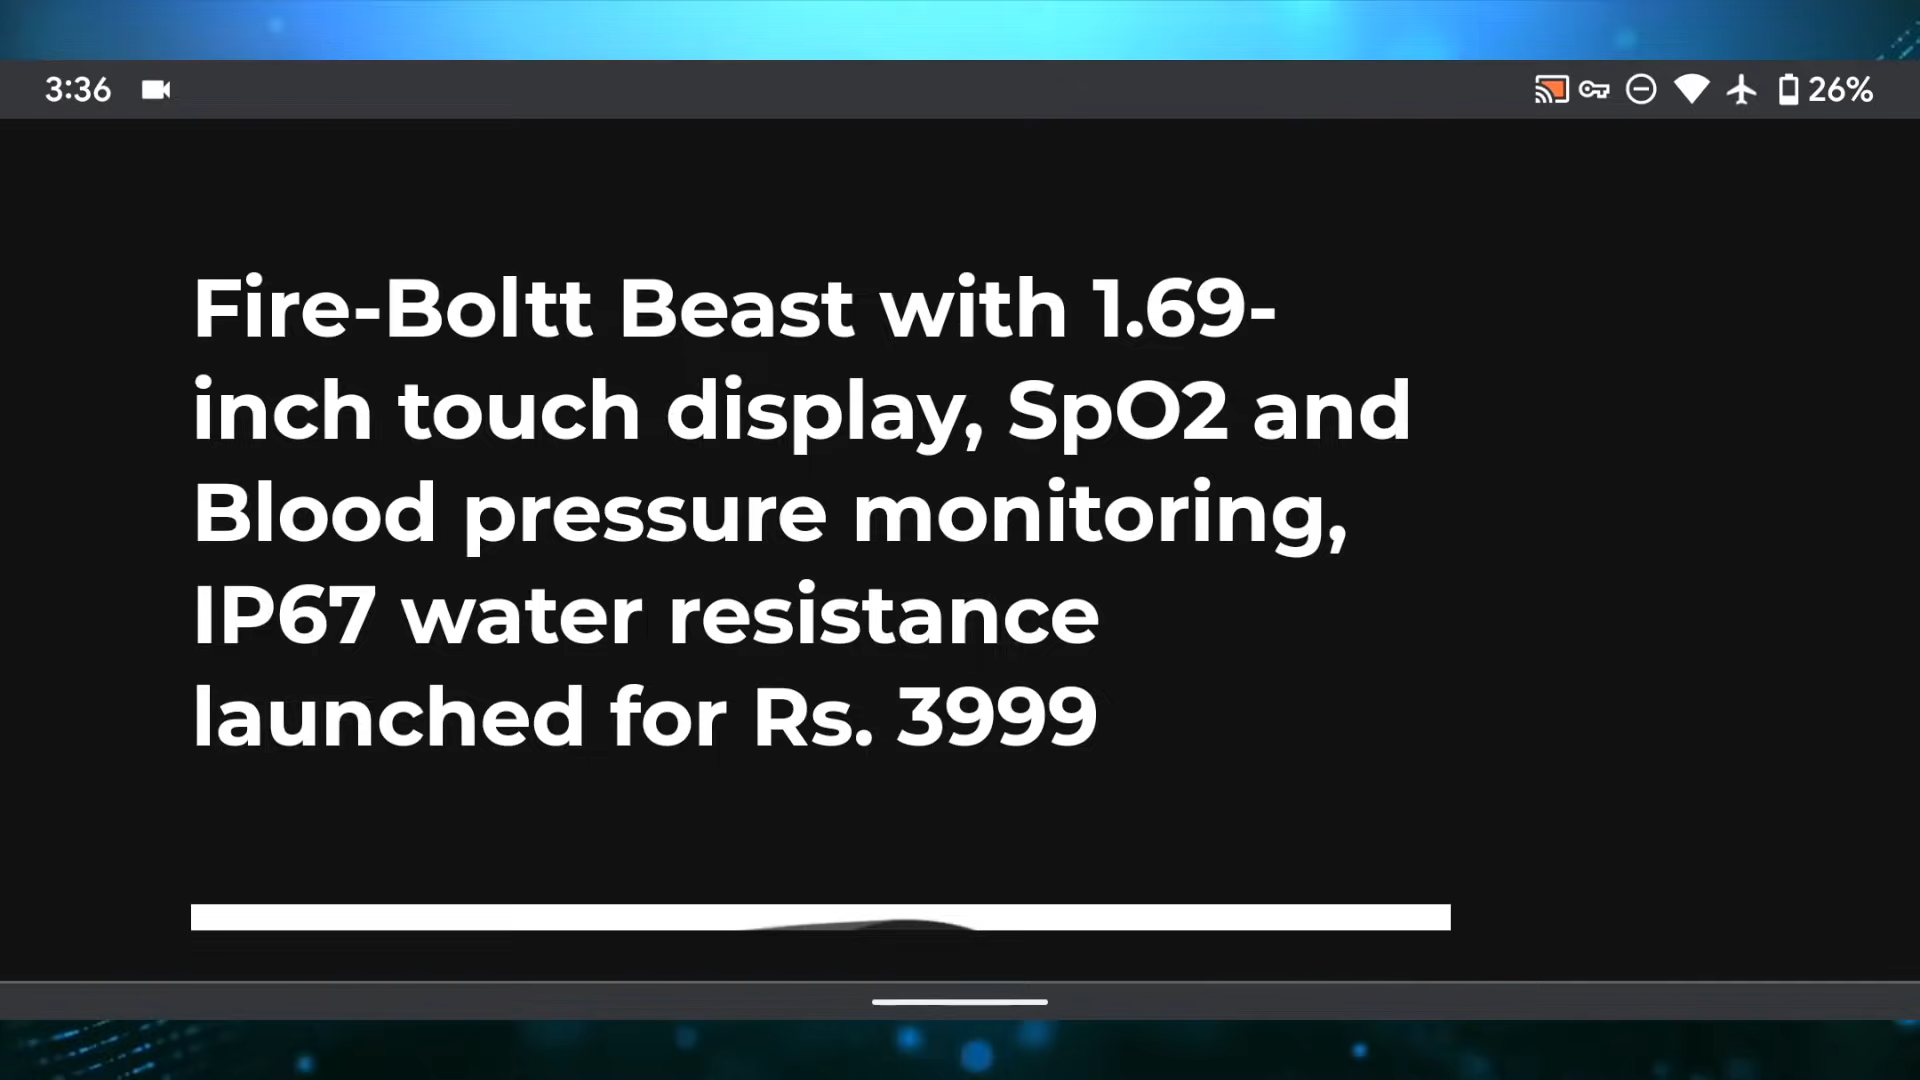 3:36
26%
Fire-Boltt Beast with 1.69-
inch touch display, SpO2 and
Blood pressure monitoring,
IP67 water resistance
launched for Rs. 3999